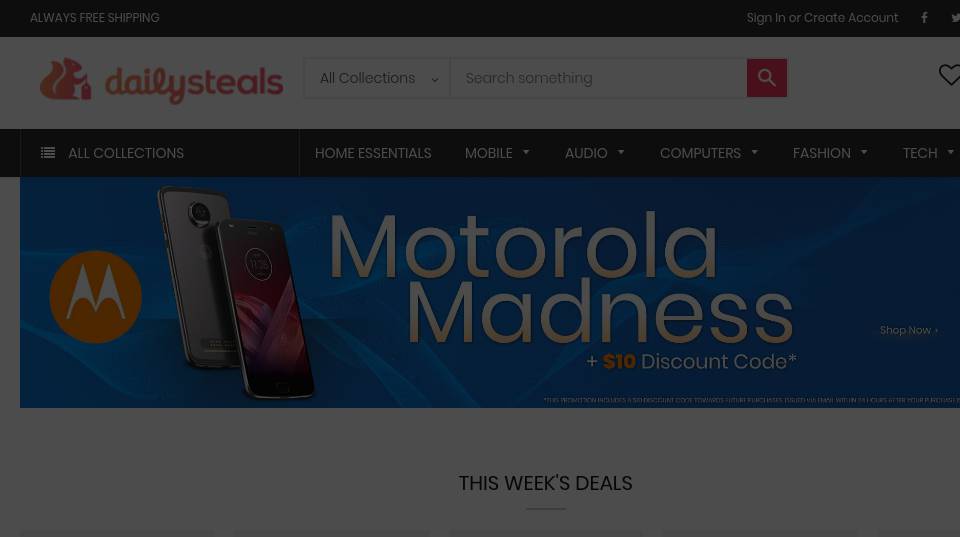 ALWAYS FREE SHIPPING
Sign In or Create Account
dailysteals
All Collections
Search something
ALL COLLECTIONS
HOME ESSENTIALS
MOBILE
AUDIO
COMPUTERS
FASHION
TECH
Motorola
Madness
+ $10 Discount Code*
Shop Now ›
*THIS PROMOTION INCLUDES A $10 DISCOUNT CODE TOWARDS FUTURE PURCHASES ISSUED VIA EMAIL WITHIN 24 HOURS AFTER YOUR PURCHASE
THIS WEEK'S DEALS